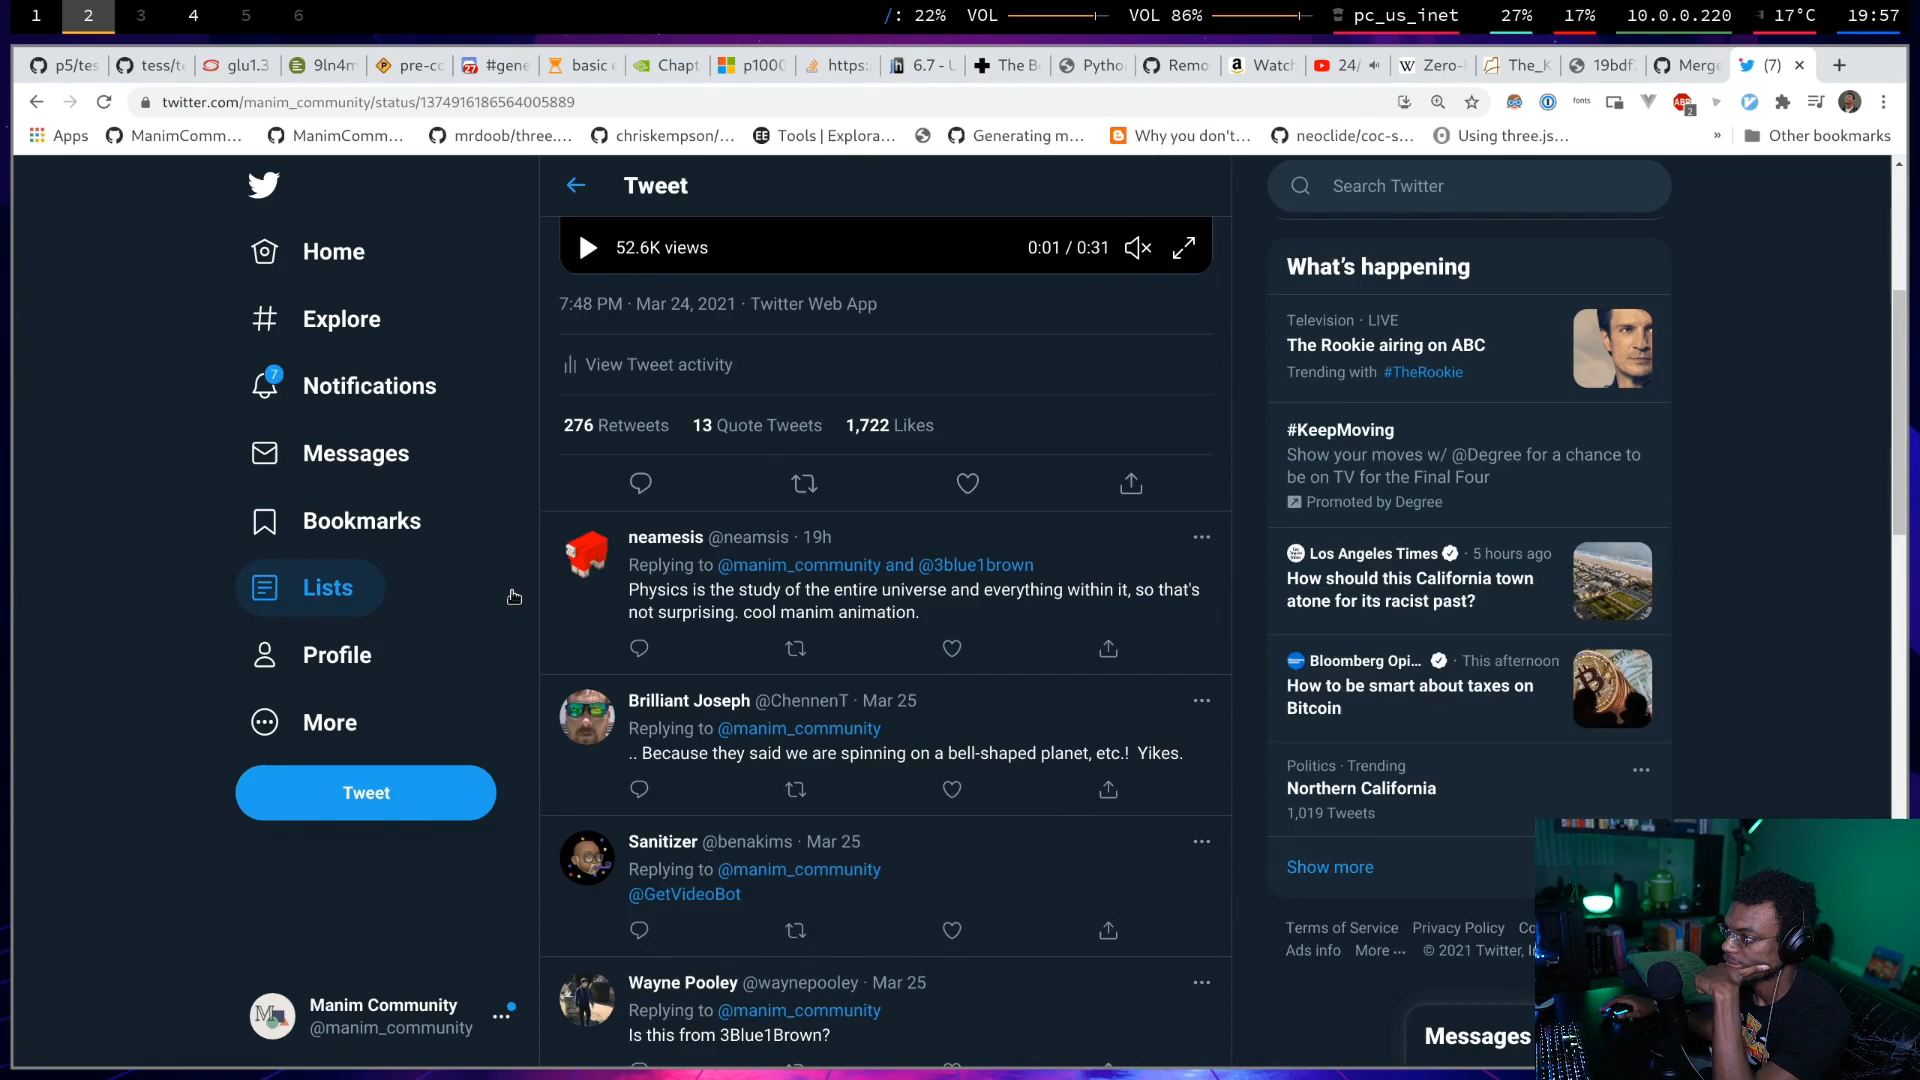 1 2 3 4 5 6 /: 22% VOL VOL 86% pc_us_inet 27% 17% 10.0.0.220 17°C 19:57
p5/tes tess/te glu1.3 9ln4m pre-co #gene basic e Chapt p1000 https: 6.7 - U The Bo Pytho Remo Watch 24/ Zero- The_K 19bdf Merge (7)
twitter.com/manim_community/status/1374916186564005889
Apps ManimComm... ManimComm... mrdoob/three.... chriskempson/... Tools | Explora... Generating m... Why you don't... neoclide/coc-s... Using three.js... » Other bookmarks
Home
Explore
7
Notifications
Messages
Bookmarks
Lists
Profile
More
Tweet
Manim Community
@manim_community
Tweet
52.6K views 0:01 / 0:31
7:48 PM · Mar 24, 2021 · Twitter Web App
View Tweet activity
276 Retweets 13 Quote Tweets 1,722 Likes
neamesis @neamsis · 19h
Replying to @manim_community and @3blue1brown
Physics is the study of the entire universe and everything within it, so that's
not surprising. cool manim animation.
Brilliant Joseph @ChennenT · Mar 25
Replying to @manim_community
.. Because they said we are spinning on a bell-shaped planet, etc.! Yikes.
Sanitizer @benakims · Mar 25
Replying to @manim_community
@GetVideoBot
Wayne Pooley @waynepooley · Mar 25
Replying to @manim_community
Is this from 3Blue1Brown?
Search Twitter
What's happening
Television · LIVE
The Rookie airing on ABC
Trending with #TheRookie
#KeepMoving
Show your moves w/ @Degree for a chance to
be on TV for the Final Four
Promoted by Degree
Los Angeles Times · 5 hours ago
How should this California town
atone for its racist past?
Bloomberg Opi... · This afternoon
How to be smart about taxes on
Bitcoin
Politics · Trending
Northern California
1,019 Tweets
Show more
Terms of Service Privacy Policy Co
Ads info More ··· © 2021 Twitter, I
Messages